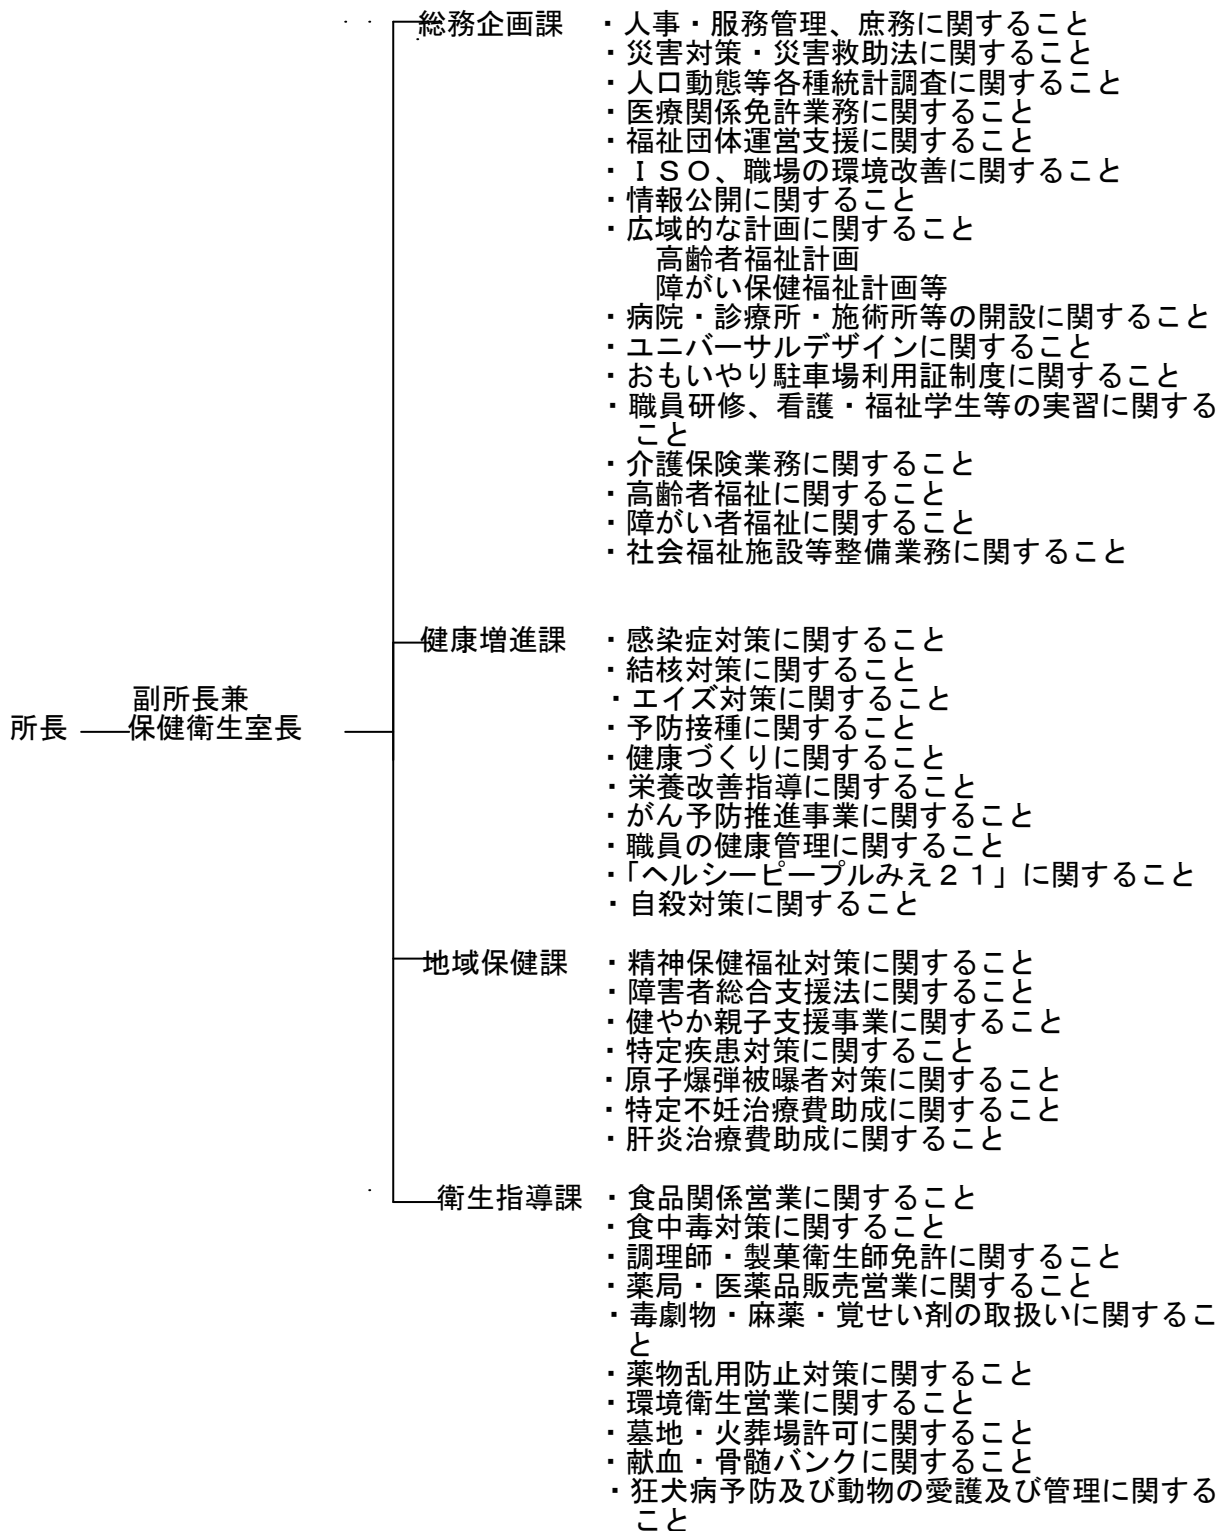 総務企画課 ・人事・服務管理、庶務に関すること
・災害対策・災害救助法に関すること
・人口動態等各種統計調査に関すること
・医療関係免許業務に関すること
・福祉団体運営支援に関すること
・ＩＳＯ、職場の環境改善に関すること
・情報公開に関すること
・広域的な計画に関すること
高齢者福祉計画
障がい保健福祉計画等
・病院・診療所・施術所等の開設に関すること
・ユニバーサルデザインに関すること
・おもいやり駐車場利用証制度に関すること
・職員研修、看護・福祉学生等の実習に関する
こと
・介護保険業務に関すること
・高齢者福祉に関すること
・障がい者福祉に関すること
・社会福祉施設等整備業務に関すること
健康増進課 ・感染症対策に関すること
・結核対策に関すること
・エイズ対策に関すること
副所長兼
所長 保健衛生室長
・予防接種に関すること
・健康づくりに関すること
・栄養改善指導に関すること
・がん予防推進事業に関すること
・職員の健康管理に関すること
・「ヘルシーピープルみえ２１」に関すること
・自殺対策に関すること
地域保健課 ・精神保健福祉対策に関すること
・障害者総合支援法に関すること
・健やか親子支援事業に関すること
・特定疾患対策に関すること
・原子爆弾被曝者対策に関すること
・特定不妊治療費助成に関すること
・肝炎治療費助成に関すること
衛生指導課 ・食品関係営業に関すること
・食中毒対策に関すること
・調理師・製菓衛生師免許に関すること
・薬局・医薬品販売営業に関すること
・毒劇物・麻薬・覚せい剤の取扱いに関するこ
と
・薬物乱用防止対策に関すること
・環境衛生営業に関すること
・墓地・火葬場許可に関すること
・献血・骨髄バンクに関すること
・狂犬病予防及び動物の愛護及び管理に関する
こと